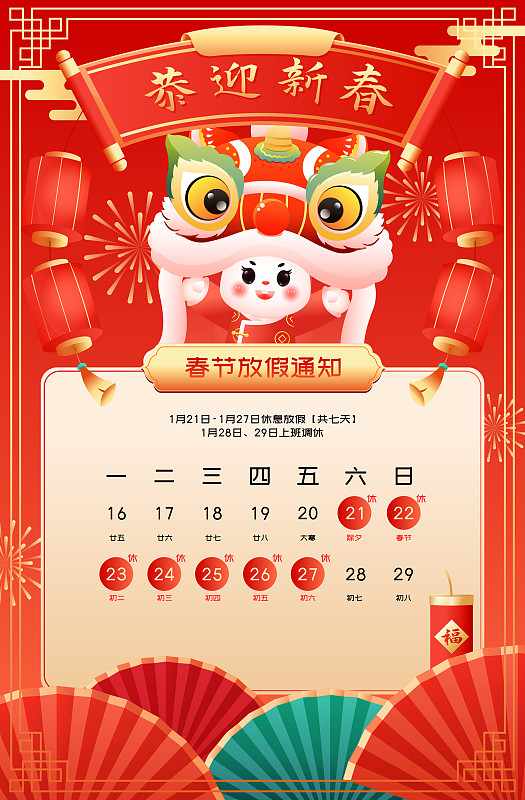 恭迎新春
春节放假通知
1月21日-1月27日休息放假【共七天】
1月28日、29日上班调休
一 二 三 四 五 六 日
16 17 18 19 20 21 休 22 休
廿五 廿六 廿七 廿八 大寒 除夕 春节
23 休 24 休 25 休 26 休 27 休 28 29
初二 初三 初四 初五 初六 初七 初八
福